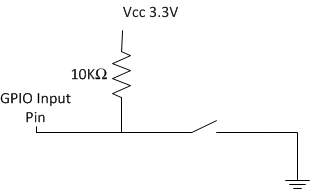 Vcc 3.3V
10KΩ
GPIO Input
Pin